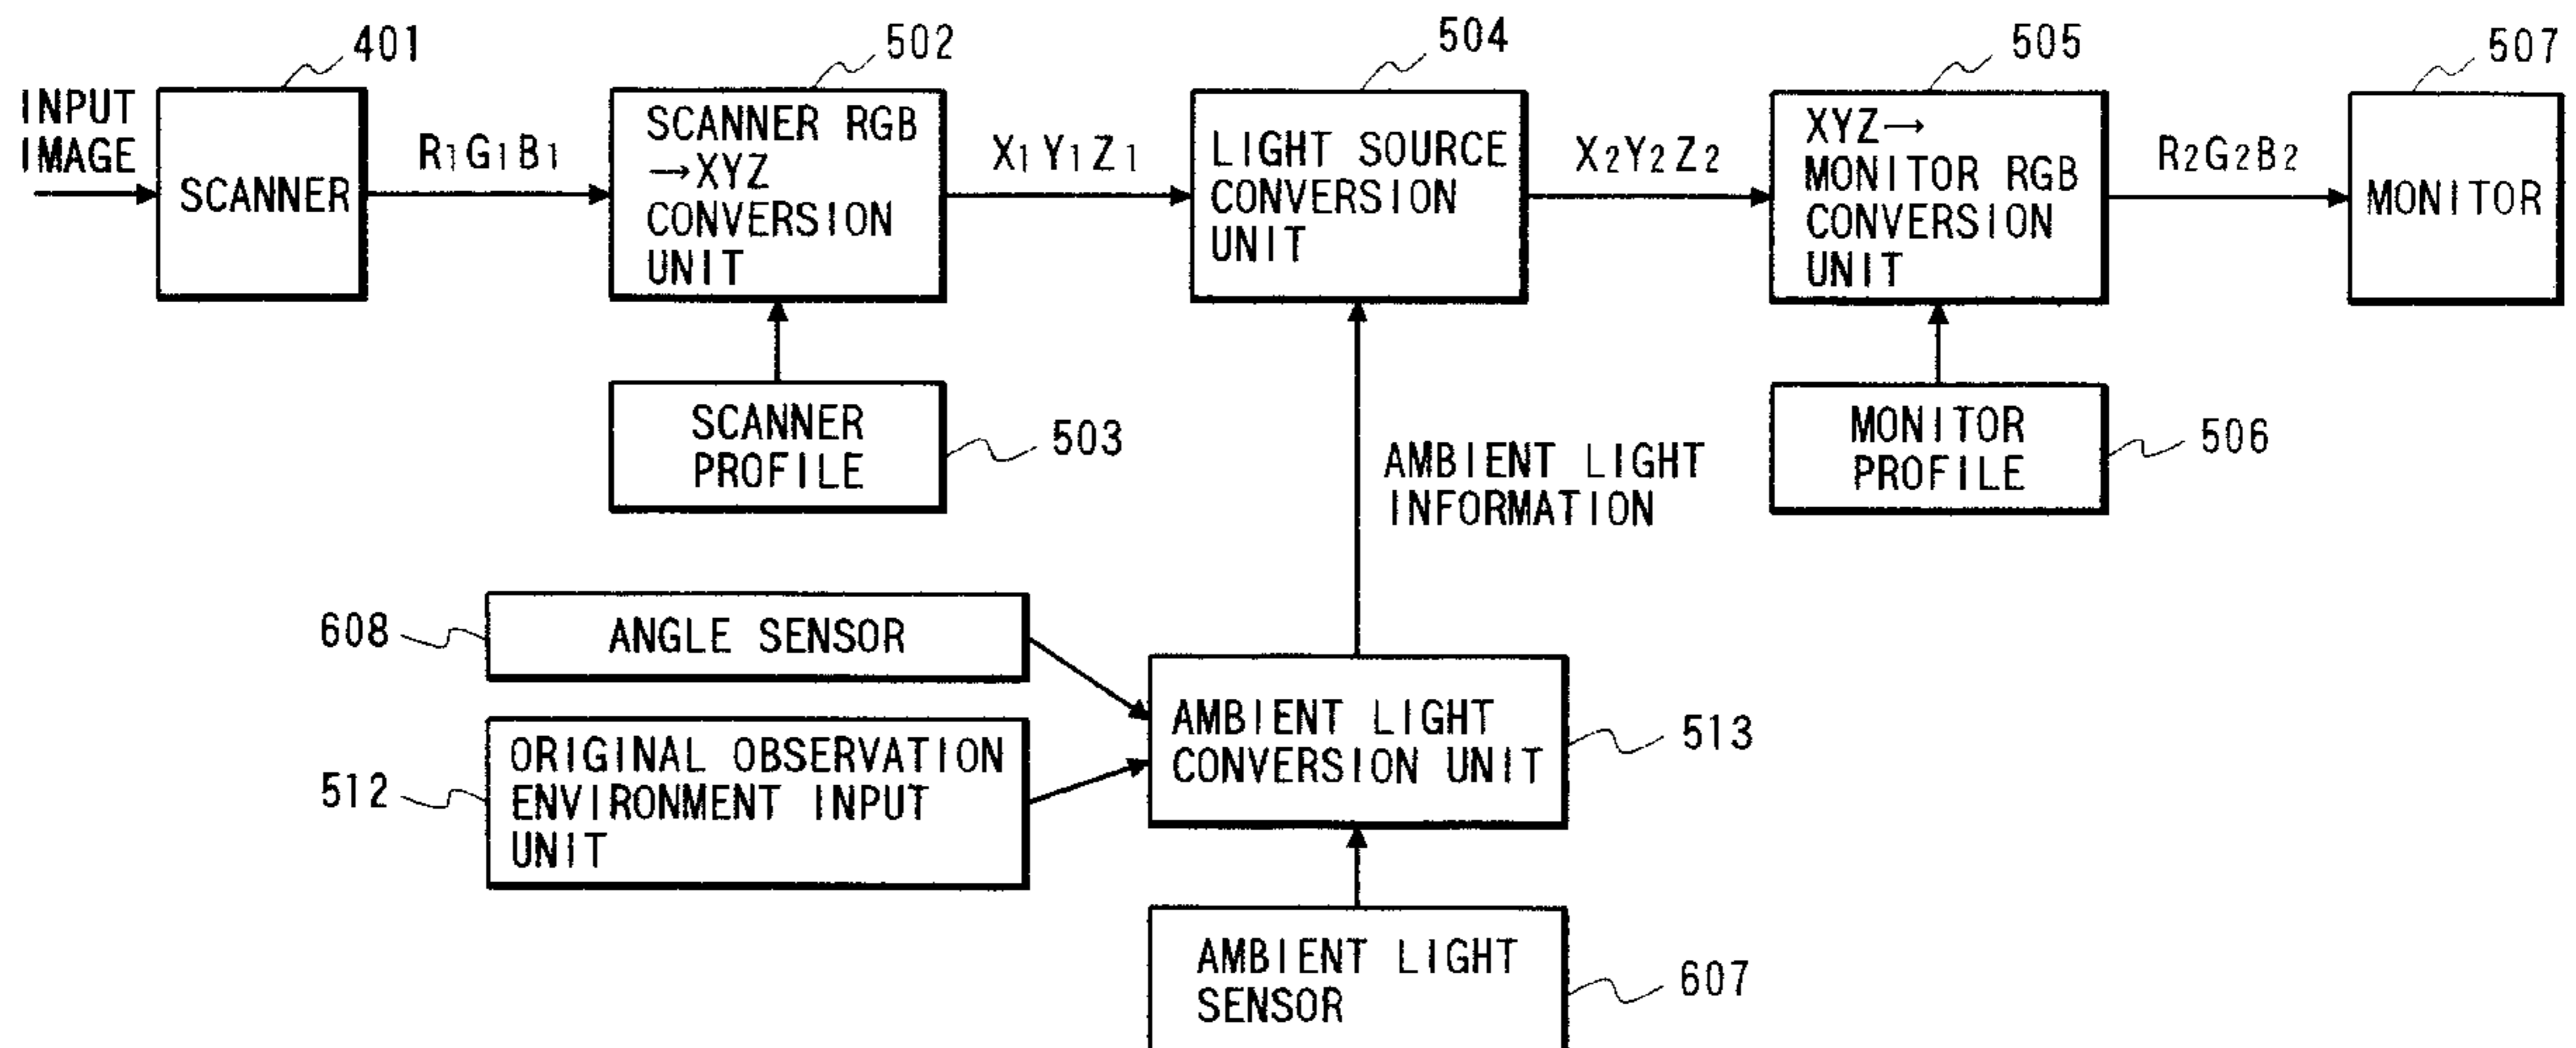 401
502
504
505
507
INPUT
IMAGE
SCANNER
R1G1B1
SCANNER RGB
→XYZ
CONVERSION
UNIT
X1Y1Z1
LIGHT SOURCE
CONVERSION
UNIT
X2Y2Z2
XYZ→
MONITOR RGB
CONVERSION
UNIT
R2G2B2
MONITOR
SCANNER
PROFILE
503
AMBIENT LIGHT
INFORMATION
MONITOR
PROFILE
506
608
ANGLE SENSOR
512
ORIGINAL OBSERVATION
ENVIRONMENT INPUT
UNIT
AMBIENT LIGHT
CONVERSION UNIT
513
AMBIENT LIGHT
SENSOR
607